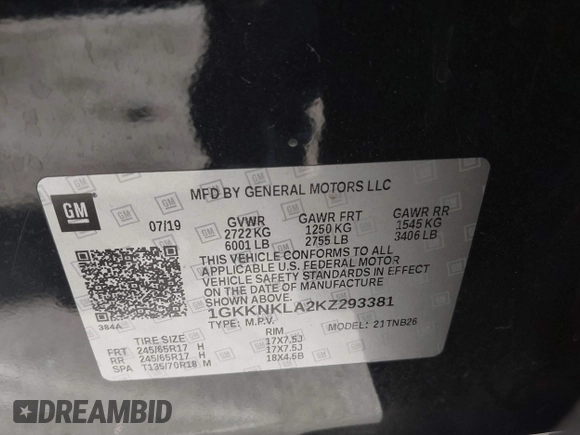 GM
MFD BY GENERAL MOTORS LLC
07/19 GVWR GAWR FRT GAWR RR
2722 KG 1250 KG 1545 KG
6001 LB 2755 LB 3406 LB
THIS VEHICLE CONFORMS TO ALL
APPLICABLE U.S. FEDERAL MOTOR
VEHICLE SAFETY STANDARDS IN EFFECT
ON THE DATE OF MANUFACTURE
SHOWN ABOVE.
1GKKNKLA2KZ293381
384A TYPE: M.P.V. MODEL: 21TNB26
TIRE SIZE RIM
FRT 245/65R17 H 17X7.5J
RR 245/65R17 H 17X7.5J
SPA T135/70R18 M 18X4.5B
DREAMBID